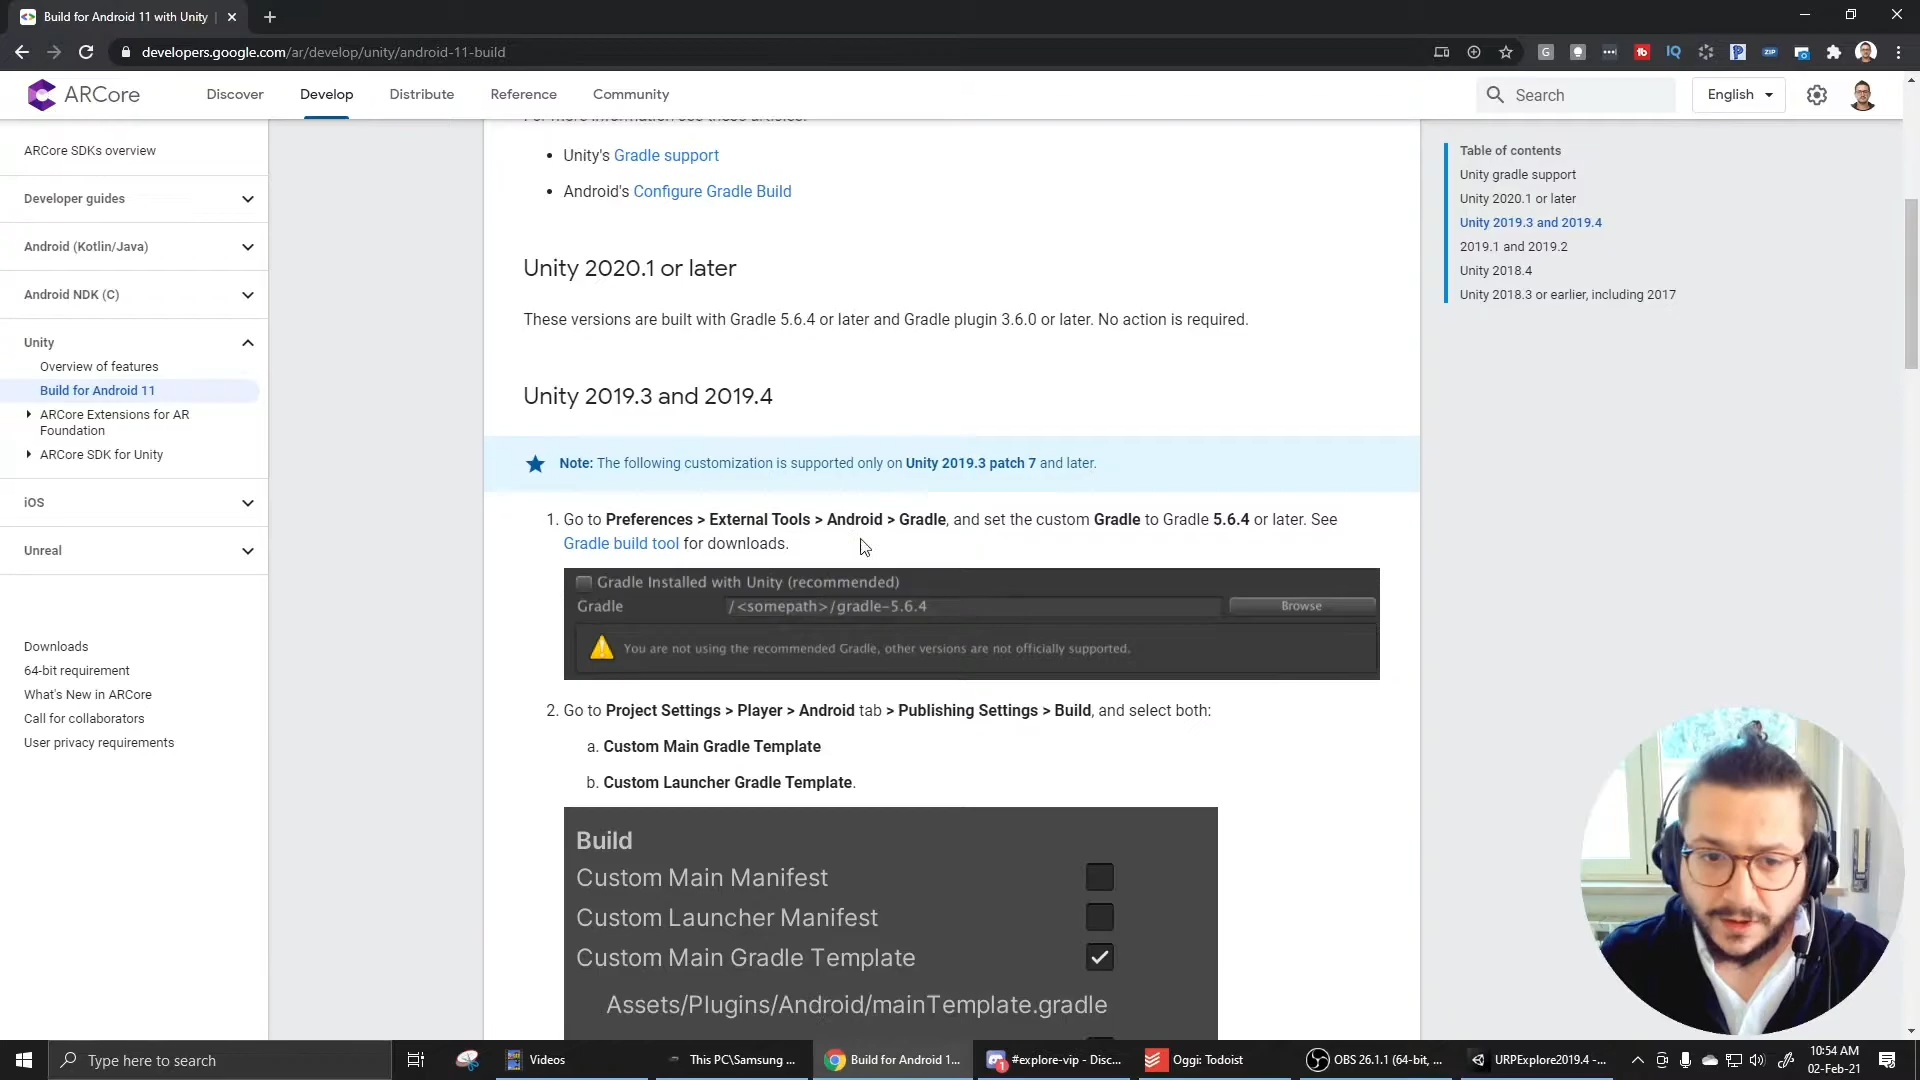 Build for Android 11 with Unity
developers.google.com/ar/develop/unity/android-11-build
ARCore
Discover
Develop
Distribute
Reference
Community
Search
English
ARCore SDKs overview
Developer guides
Android (Kotlin/Java)
Android NDK (C)
Unity
Overview of features
Build for Android 11
ARCore Extensions for AR
Foundation
ARCore SDK for Unity
iOS
Unreal
Downloads
64-bit requirement
What's New in ARCore
Call for collaborators
User privacy requirements
For more information see these articles:
• Unity's Gradle support
• Android's Configure Gradle Build
Unity 2020.1 or later
These versions are built with Gradle 5.6.4 or later and Gradle plugin 3.6.0 or later. No action is required.
Unity 2019.3 and 2019.4
Note: The following customization is supported only on Unity 2019.3 patch 7 and later.
1. Go to Preferences > External Tools > Android > Gradle, and set the custom Gradle to Gradle 5.6.4 or later. See
Gradle build tool for downloads.
Gradle Installed with Unity (recommended)
Gradle /<somepath>/gradle-5.6.4 Browse
You are not using the recommended Gradle, other versions are not officially supported.
2. Go to Project Settings > Player > Android tab > Publishing Settings > Build, and select both:
a. Custom Main Gradle Template
b. Custom Launcher Gradle Template.
Build
Custom Main Manifest
Custom Launcher Manifest
Custom Main Gradle Template
Assets/Plugins/Android/mainTemplate.gradle
Table of contents
Unity gradle support
Unity 2020.1 or later
Unity 2019.3 and 2019.4
2019.1 and 2019.2
Unity 2018.4
Unity 2018.3 or earlier, including 2017
Type here to search
Videos
This PC\Samsung ...
Build for Android 1...
#explore-vip - Disc...
Oggi: Todoist
OBS 26.1.1 (64-bit, ...
URPExplore2019.4 -...
10:54 AM
02-Feb-21